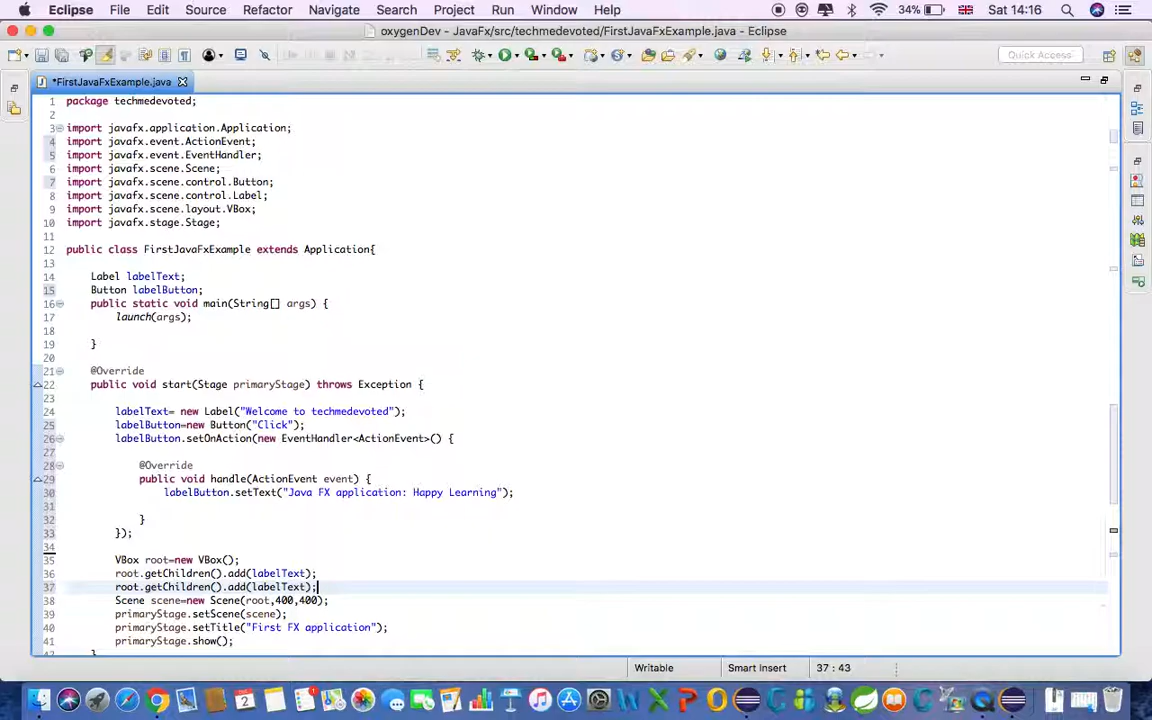 Eclipse File Edit Source Refactor Navigate Search Project Run Window Help 34% Sat 14:16
oxygenDev - JavaFx/src/techmedevoted/FirstJavaFxExample.java - Eclipse
Quick Access
*FirstJavaFxExample.java
1 package techmedevoted;
2
3 import javafx.application.Application;
4 import javafx.event.ActionEvent;
5 import javafx.event.EventHandler;
6 import javafx.scene.Scene;
7 import javafx.scene.control.Button;
8 import javafx.scene.control.Label;
9 import javafx.scene.layout.VBox;
10 import javafx.stage.Stage;
11
12 public class FirstJavaFxExample extends Application{
13
14 Label labelText;
15 Button labelButton;
16 public static void main(String[] args) {
17 launch(args);
18
19 }
20
21 @Override
22 public void start(Stage primaryStage) throws Exception {
23
24 labelText= new Label("Welcome to techmedevoted");
25 labelButton=new Button("Click");
26 labelButton.setOnAction(new EventHandler<ActionEvent>() {
27
28 @Override
29 public void handle(ActionEvent event) {
30 labelButton.setText("Java FX application: Happy Learning");
31
32 }
33 });
34
35 VBox root=new VBox();
36 root.getChildren().add(labelText);
37 root.getChildren().add(labelText);
38 Scene scene=new Scene(root,400,400);
39 primaryStage.setScene(scene);
40 primaryStage.setTitle("First FX application");
41 primaryStage.show();
}
Writable Smart Insert 37 : 43